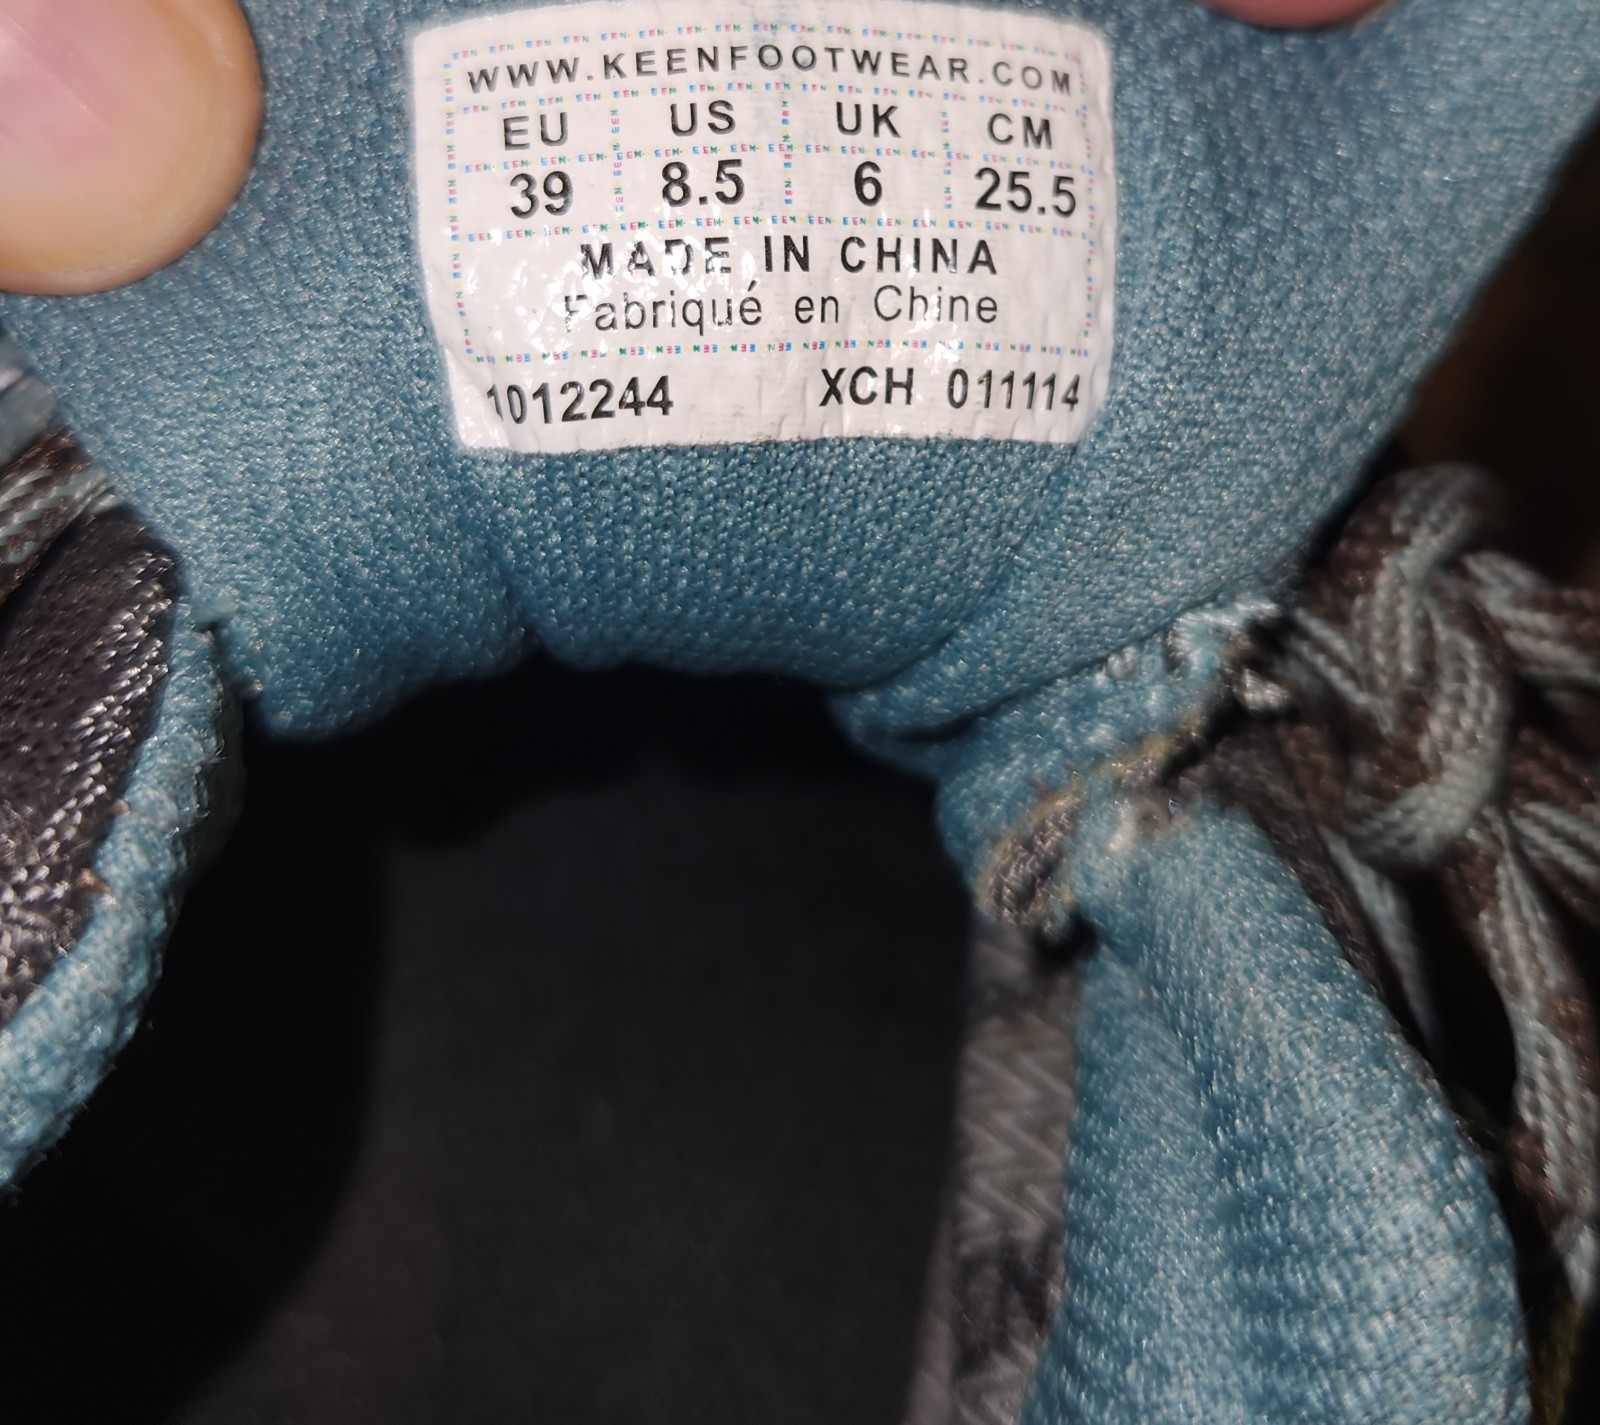 WWW.KEENFOOTWEAR.COM
EU US UK CM
39 8.5 6 25.5
MADE IN CHINA
Fabriqué en Chine
1012244 XCH 011114